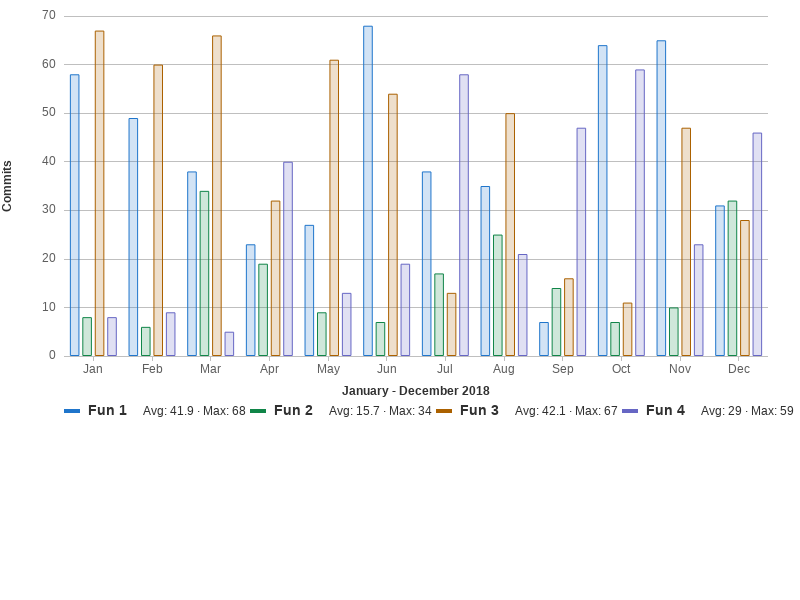 70
60
50
40
30
20
10
0
Commits
Jan Feb Mar Apr May Jun Jul Aug Sep Oct Nov Dec
January - December 2018
Fun 1 Avg: 41.9 · Max: 68 Fun 2 Avg: 15.7 · Max: 34 Fun 3 Avg: 42.1 · Max: 67 Fun 4 Avg: 29 · Max: 59